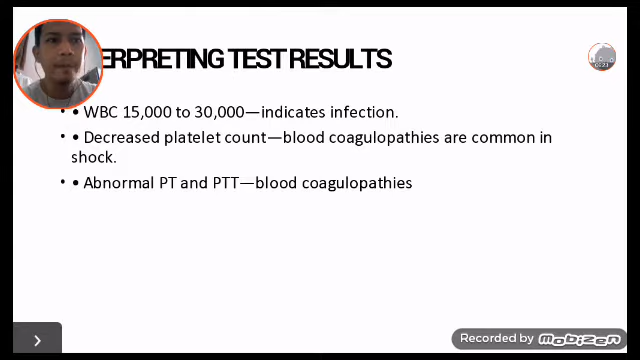 ERPRETING TEST RESULTS
• • WBC 15,000 to 30,000—indicates infection.
• • Decreased platelet count—blood coagulopathies are common in
shock.
• • Abnormal PT and PTT—blood coagulopathies
Recorded by mobizen